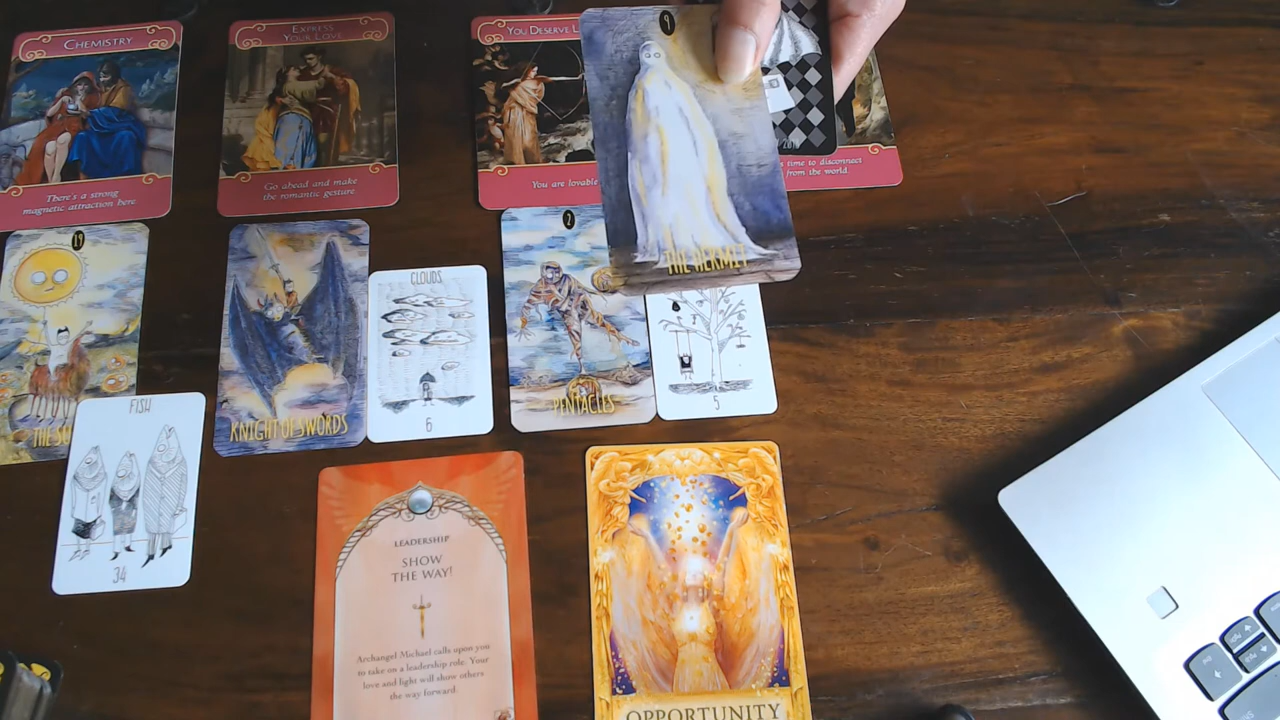 CHEMISTRY
There's a strong
magnetic attraction here.
EXPRESS
YOUR LOVE
Go ahead and make
the romantic gesture.
YOU DESERVE
You are lovable
time to disconnect
from the world.
9
THE HERMIT
19
THE
FISH
34
KNIGHT OF SWORDS
CLOUDS
6
2
PENTACLES
5
LEADERSHIP
SHOW
THE WAY!
Archangel Michael calls upon you
to take on a leadership role. Your
love and light will show others
the way forward.
OPPORTUNITY